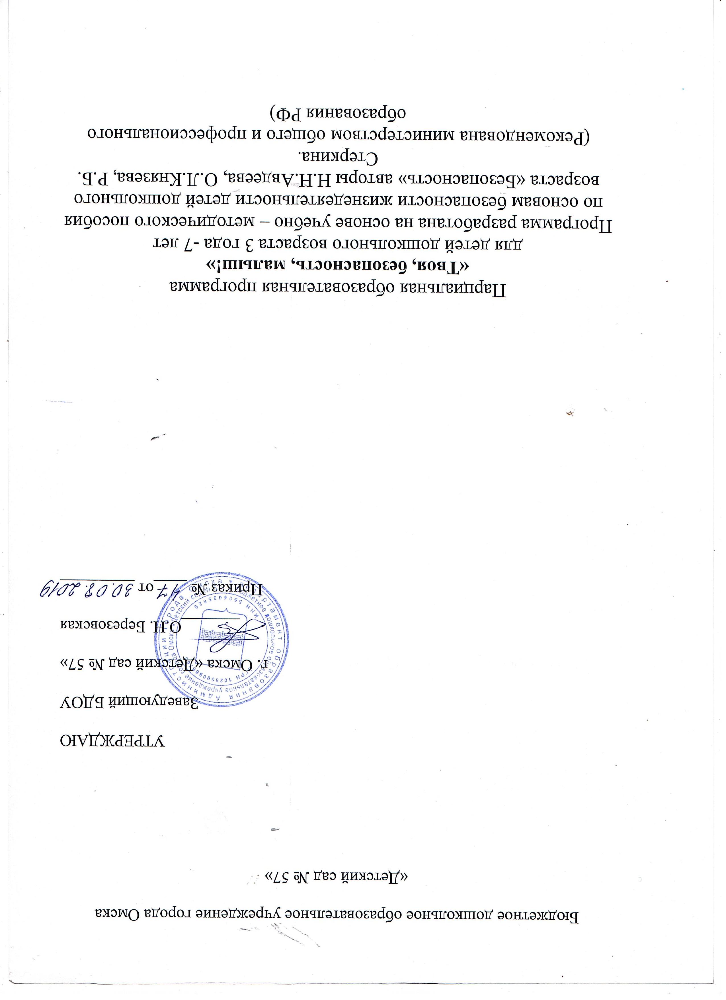 Бюджетное дошкольное образовательное учреждение города Омска
«Детский сад № 57»
УТВЕРЖДАЮ
Заведующий БДОУ
г. Омска «Детский сад № 57»
О.Н. Березовская
Приказ № 47 от 30.08.2019
Парциальная образовательная программа
«Твоя, безопасность, малыш!»
для детей дошкольного возраста 3 года -7 лет
Программа разработана на основе учебно – методического пособия
по основам безопасности жизнедеятельности детей дошкольного
возраста «Безопасность» авторы Н.Н.Авдеева, О.Л.Князева, Р.Б.
Стеркина.
(Рекомендована министерством общего и профессионального
образования РФ)